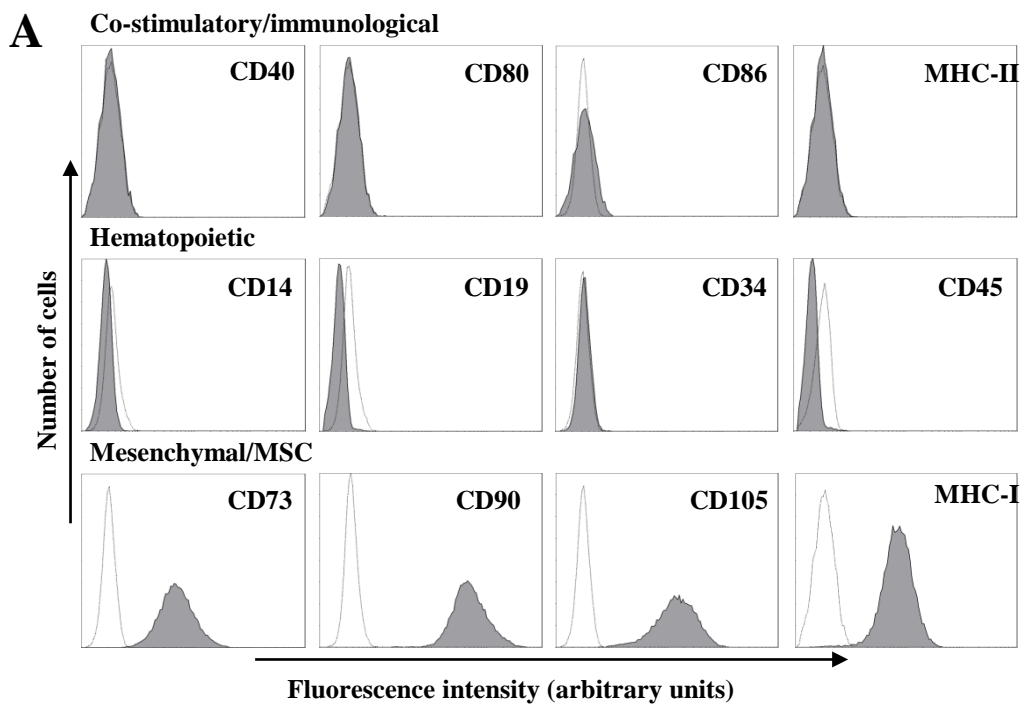 A
Co-stimulatory/immunological
CD40
CD80
CD86
MHC-II
Hematopoietic
CD14
CD19
CD34
CD45
Mesenchymal/MSC
CD73
CD90
CD105
MHC-I
Number of cells
Fluorescence intensity (arbitrary units)